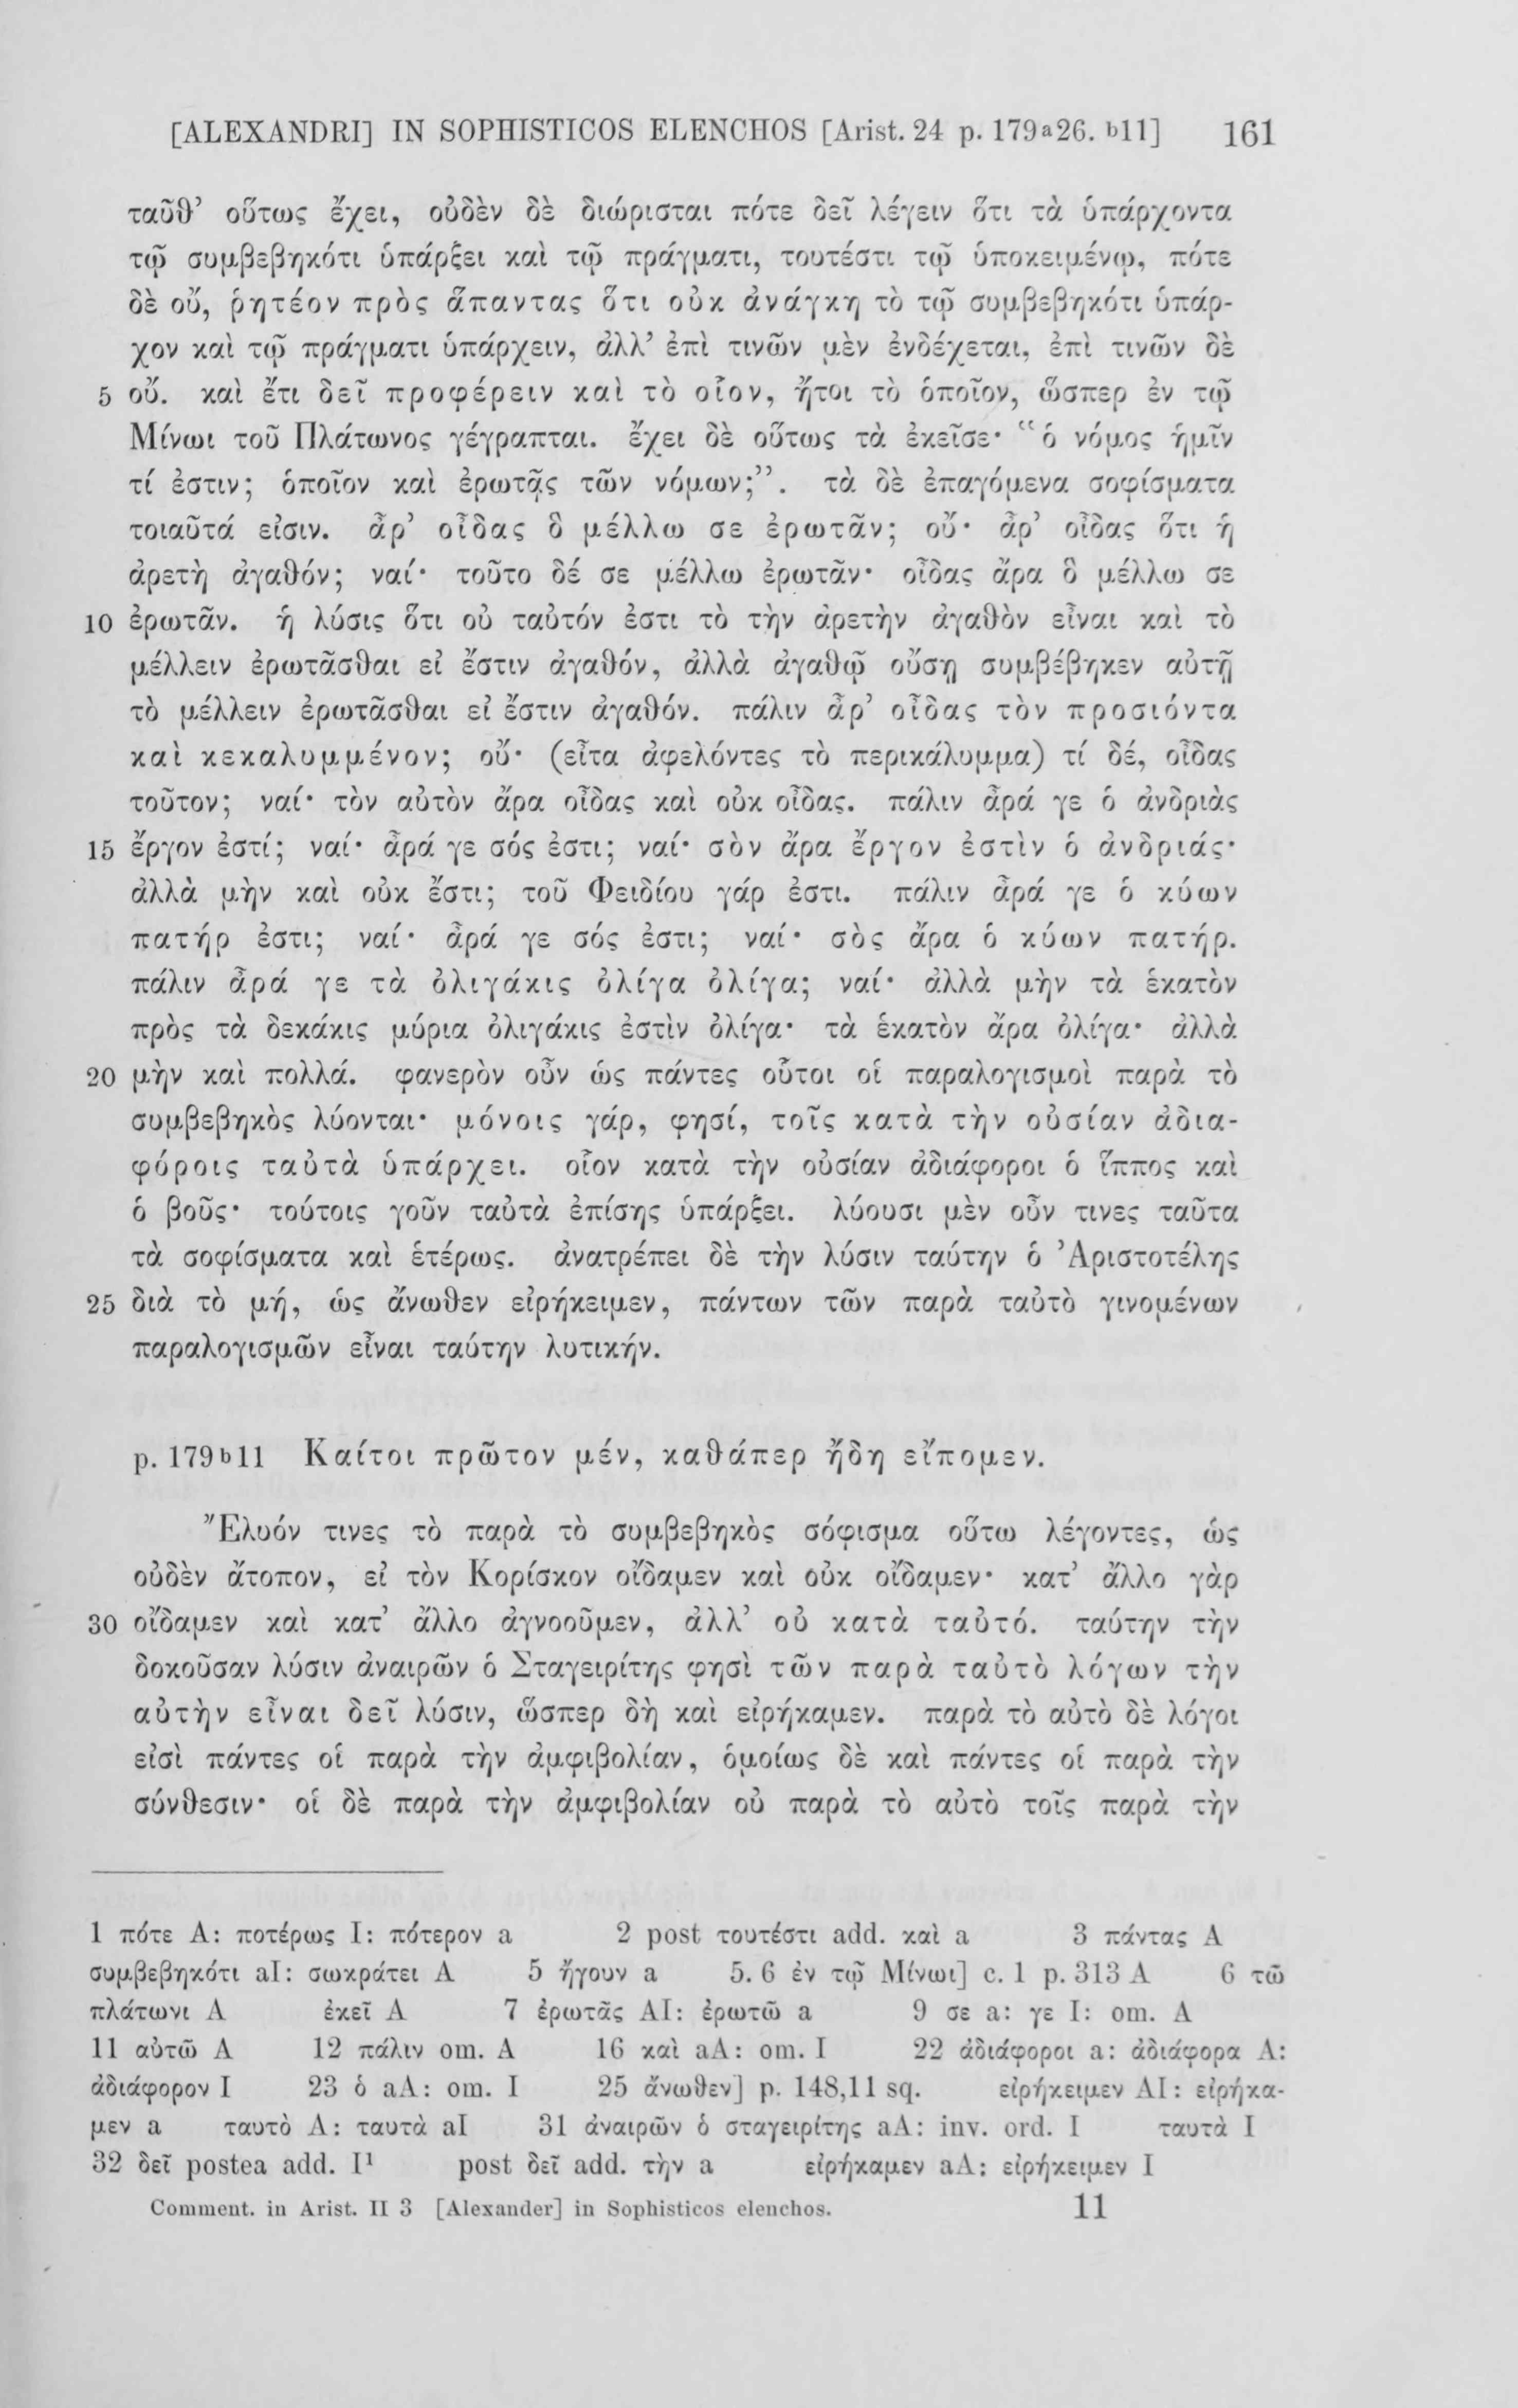 [ALEXANDRI] IN SOPHISTICOS ELENCHOS [Arist. 24 p. 179ᵃ26. ᵇ11] 161
ταῦθ’ οὕτως ἔχει, οὐδὲν δὲ διώρισται πότε δεῖ λέγειν ὅτι τὰ ὑπάρχοντα
τῷ συμβεβηκότι ὑπάρξει καὶ τῷ πράγματι, τουτέστι τῷ ὑποκειμένῳ, πότε
δὲ οὔ, ῥητέον πρὸς ἅπαντας ὅτι οὐκ ἀνάγκη τὸ τῷ συμβεβηκότι ὑπάρ-
χον καὶ τῷ πράγματι ὑπάρχειν, ἀλλ’ ἐπὶ τινῶν μὲν ἐνδέχεται, ἐπὶ τινῶν δὲ
5 οὔ. καὶ ἔτι δεῖ προφέρειν καὶ τὸ οἷον, ἤτοι τὸ ὁποῖον, ὥσπερ ἐν τῷ
Μίνωι τοῦ Πλάτωνος γέγραπται. ἔχει δὲ οὕτως τὰ ἐκεῖσε· “ὁ νόμος ἡμῖν
τί ἐστιν; ὁποῖον καὶ ἐρωτᾷς τῶν νόμων;”. τὰ δὲ ἐπαγόμενα σοφίσματα
τοιαῦτά εἰσιν. ἆρ’ οἶδας ὃ μέλλω σε ἐρωτᾶν; οὔ· ἆρ’ οἶδας ὅτι ἡ
ἀρετὴ ἀγαθόν; ναί· τοῦτο δέ σε μέλλω ἐρωτᾶν· οἶδας ἄρα ὃ μέλλω σε
10 ἐρωτᾶν. ἡ λύσις ὅτι οὐ ταὐτόν ἐστι τὸ τὴν ἀρετὴν ἀγαθὸν εἶναι καὶ τὸ
μέλλειν ἐρωτᾶσθαι εἰ ἔστιν ἀγαθόν, ἀλλὰ ἀγαθῷ οὔσῃ συμβέβηκεν αὐτῇ
τὸ μέλλειν ἐρωτᾶσθαι εἰ ἔστιν ἀγαθόν. πάλιν ἆρ’ οἶδας τὸν προσιόντα
καὶ κεκαλυμμένον; οὔ· (εἶτα ἀφελόντες τὸ περικάλυμμα) τί δέ, οἶδας
τοῦτον; ναί· τὸν αὐτὸν ἄρα οἶδας καὶ οὐκ οἶδας. πάλιν ἆρά γε ὁ ἀνδριὰς
15 ἔργον ἐστί; ναί· ἆρά γε σός ἐστι; ναί· σὸν ἄρα ἔργον ἐστὶν ὁ ἀνδριάς·
ἀλλὰ μὴν καὶ οὐκ ἔστι; τοῦ Φειδίου γάρ ἐστι. πάλιν ἆρά γε ὁ κύων
πατήρ ἐστι; ναί· ἆρά γε σός ἐστι; ναί· σὸς ἄρα ὁ κύων πατήρ.
πάλιν ἆρά γε τὰ ὀλιγάκις ὀλίγα ὀλίγα; ναί· ἀλλὰ μὴν τὰ ἑκατὸν
πρὸς τὰ δεκάκις μύρια ὀλιγάκις ἐστὶν ὀλίγα· τὰ ἑκατὸν ἄρα ὀλίγα· ἀλλὰ
20 μὴν καὶ πολλά. φανερὸν οὖν ὡς πάντες οὗτοι οἱ παραλογισμοὶ παρὰ τὸ
συμβεβηκὸς λύονται· μόνοις γάρ, φησί, τοῖς κατὰ τὴν οὐσίαν ἀδια-
φόροις ταὐτὰ ὑπάρχει. οἷον κατὰ τὴν οὐσίαν ἀδιάφοροι ὁ ἵππος καὶ
ὁ βοῦς· τούτοις γοῦν ταὐτὰ ἐπίσης ὑπάρξει. λύουσι μὲν οὖν τινες ταῦτα
τὰ σοφίσματα καὶ ἑτέρως. ἀνατρέπει δὲ τὴν λύσιν ταύτην ὁ Ἀριστοτέλης
25 διὰ τὸ μή, ὡς ἄνωθεν εἰρήκειμεν, πάντων τῶν παρὰ ταὐτὸ γινομένων
παραλογισμῶν εἶναι ταύτην λυτικήν.
p. 179ᵇ11 Καίτοι πρῶτον μέν, καθάπερ ἤδη εἴπομεν.
Ἔλυόν τινες τὸ παρὰ τὸ συμβεβηκὸς σόφισμα οὕτω λέγοντες, ὡς
οὐδὲν ἄτοπον, εἰ τὸν Κορίσκον οἴδαμεν καὶ οὐκ οἴδαμεν· κατ’ ἄλλο γὰρ
30 οἴδαμεν καὶ κατ’ ἄλλο ἀγνοοῦμεν, ἀλλ’ οὐ κατὰ ταὐτό. ταύτην τὴν
δοκοῦσαν λύσιν ἀναιρῶν ὁ Σταγειρίτης φησὶ τῶν παρὰ ταὐτὸ λόγων τὴν
αὐτὴν εἶναι δεῖ λύσιν, ὥσπερ δὴ καὶ εἰρήκαμεν. παρὰ τὸ αὐτὸ δὲ λόγοι
εἰσὶ πάντες οἱ παρὰ τὴν ἀμφιβολίαν, ὁμοίως δὲ καὶ πάντες οἱ παρὰ τὴν
σύνθεσιν· οἱ δὲ παρὰ τὴν ἀμφιβολίαν οὐ παρὰ τὸ αὐτὸ τοῖς παρὰ τὴν
1 πότε A: ποτέρως I: πότερον a 2 post τουτέστι add. καὶ a 3 πάντας A
συμβεβηκότι aI: σωκράτει A 5 ἤγουν a 5. 6 ἐν τῷ Μίνωι] c. 1 p. 313 A 6 τῶ
πλάτωνι A ἐκεῖ A 7 ἐρωτᾶς AI: ἐρωτῶ a 9 σε a: γε I: om. A
11 αὐτῶ A 12 πάλιν om. A 16 καὶ aA: om. I 22 ἀδιάφοροι a: ἀδιάφορα A:
ἀδιάφορον I 23 ὁ aA: om. I 25 ἄνωθεν] p. 148,11 sq. εἰρήκειμεν AI: εἰρήκα-
μεν a ταυτὸ A: ταυτὰ aI 31 ἀναιρῶν ὁ σταγειρίτης aA: inv. ord. I ταυτὰ I
32 δεῖ postea add. I¹ post δεῖ add. τὴν a εἰρήκαμεν aA: εἰρήκειμεν I
Comment. in Arist. II 3 [Alexander] in Sophisticos elenchos. 11